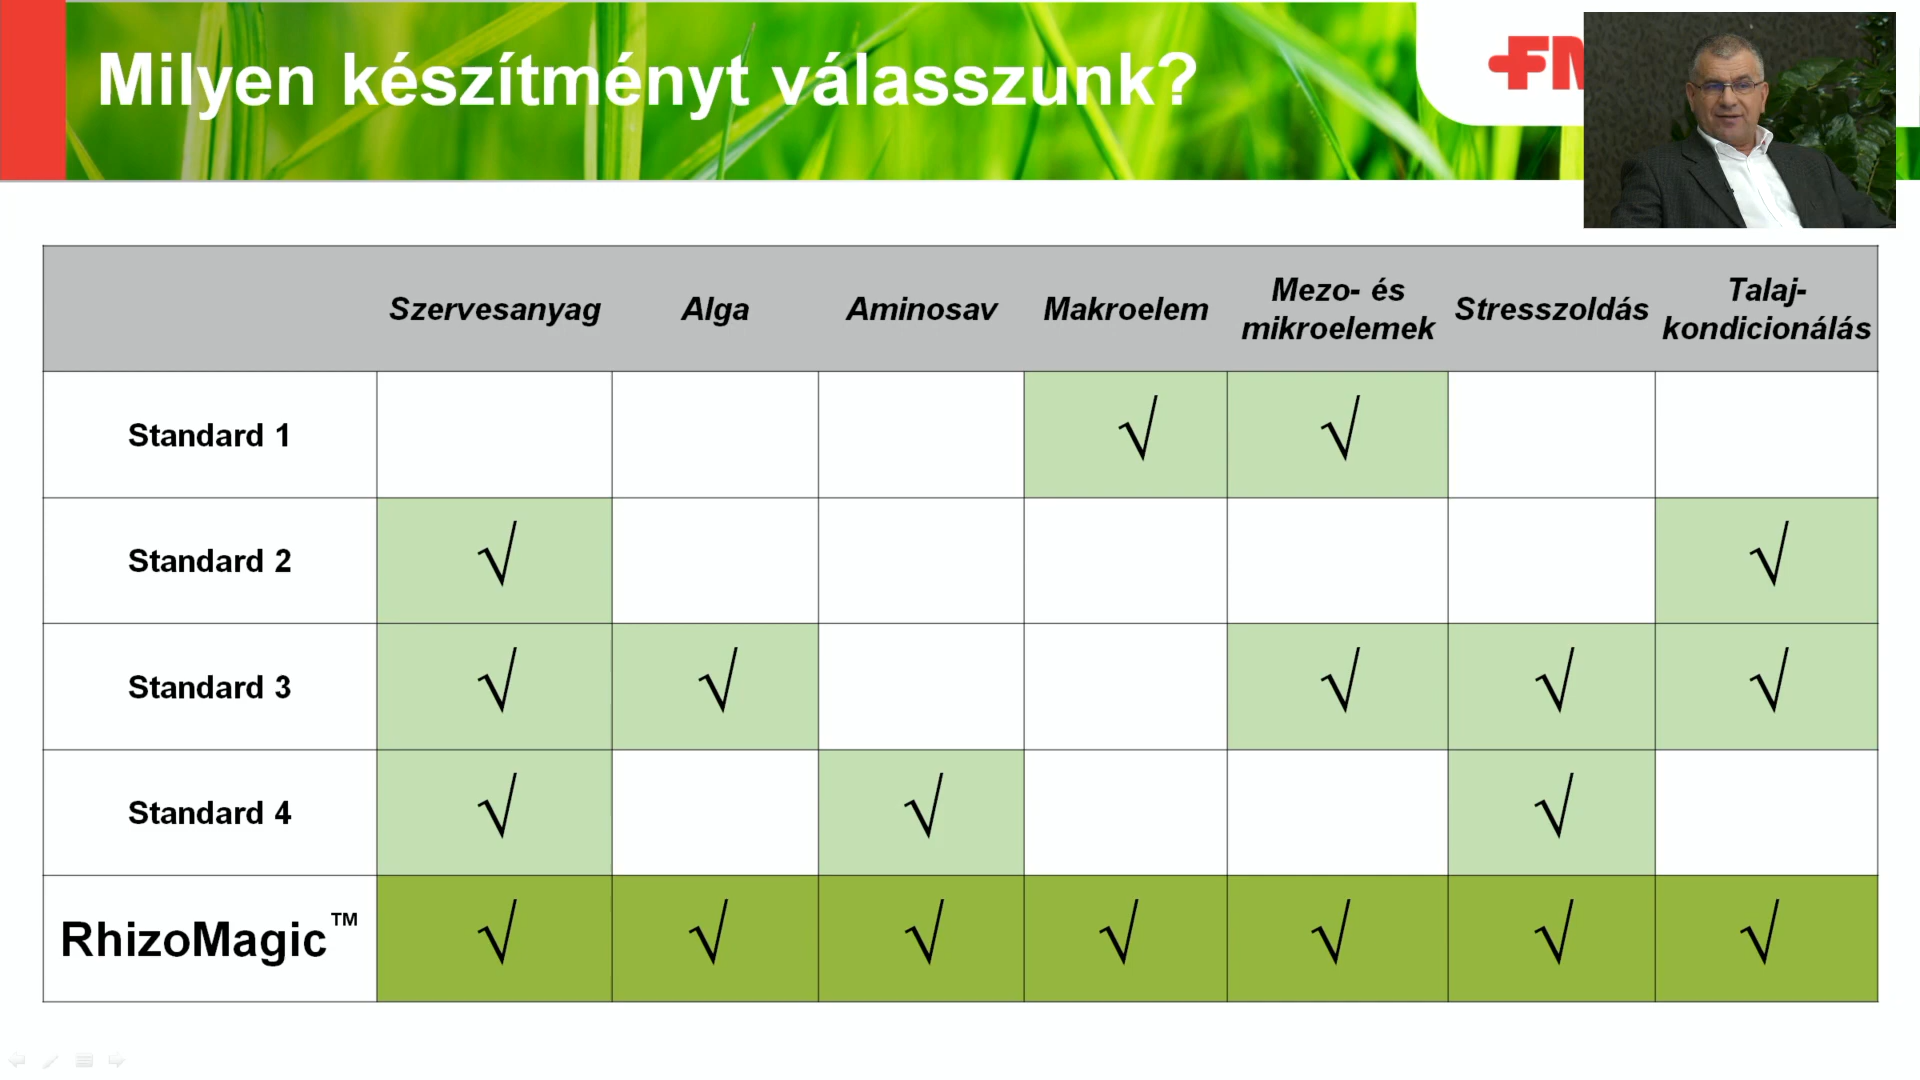 Milyen készítményt válasszunk?
FM
Szervesanyag Alga Aminosav Makroelem Mezo- és mikroelemek Stresszoldás Talaj-kondicionálás
Standard 1 √ √
Standard 2 √ √
Standard 3 √ √ √ √ √
Standard 4 √ √ √
RhizoMagic™ √ √ √ √ √ √ √